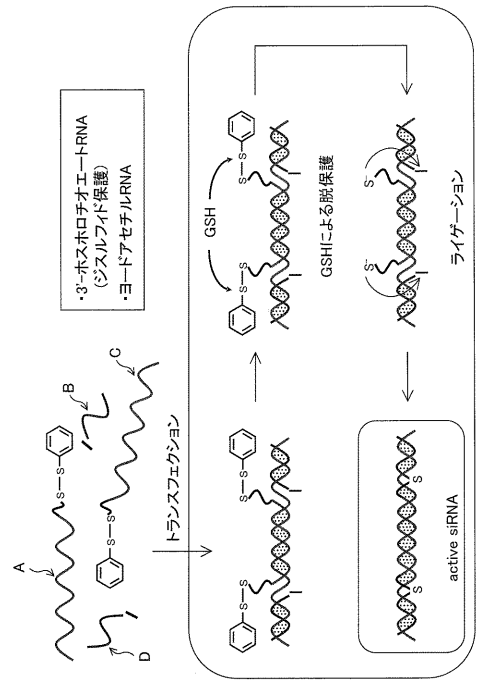 ・3'-ホスホロチオエートRNA
(ジスルフィド保護)
・ヨードアセチルRNA
A
S—S
B
S—S
C
D
トランスフェクション
S—S
S—S
I
I
GSH
S—S
S—S
I
I
GSHによる脱保護
S⁻
S⁻
I
I
ライゲーション
S
S
active siRNA